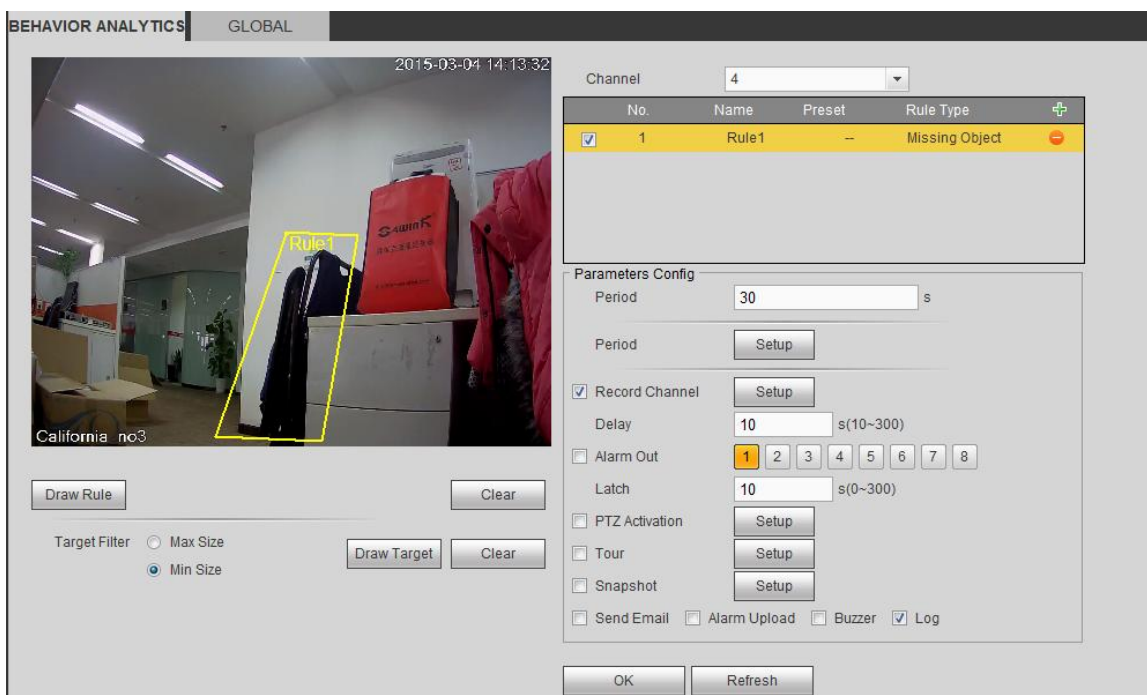 BEHAVIOR ANALYTICS GLOBAL
2015-03-04 14:13:32
Rule1
SAWINK
California no3
Draw Rule Clear
Target Filter Max Size
Min Size
Draw Target Clear
Channel 4
No. Name Preset Rule Type
1 Rule1 -- Missing Object
Parameters Config
Period 30 s
Period Setup
Record Channel Setup
Delay 10 s(10~300)
Alarm Out 1 2 3 4 5 6 7 8
Latch 10 s(0~300)
PTZ Activation Setup
Tour Setup
Snapshot Setup
Send Email Alarm Upload Buzzer Log
OK Refresh